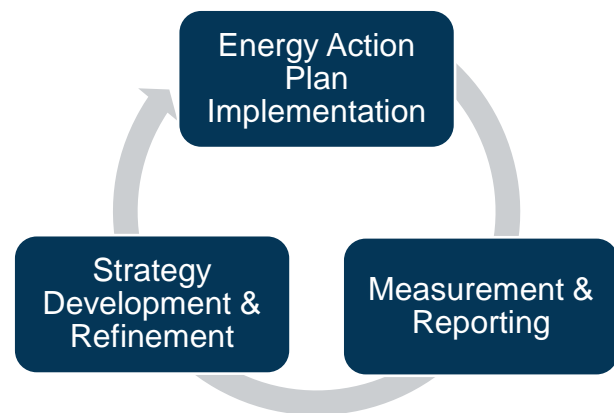 Energy Action
Plan
Implementation
Strategy
Development &
Refinement
Measurement &
Reporting